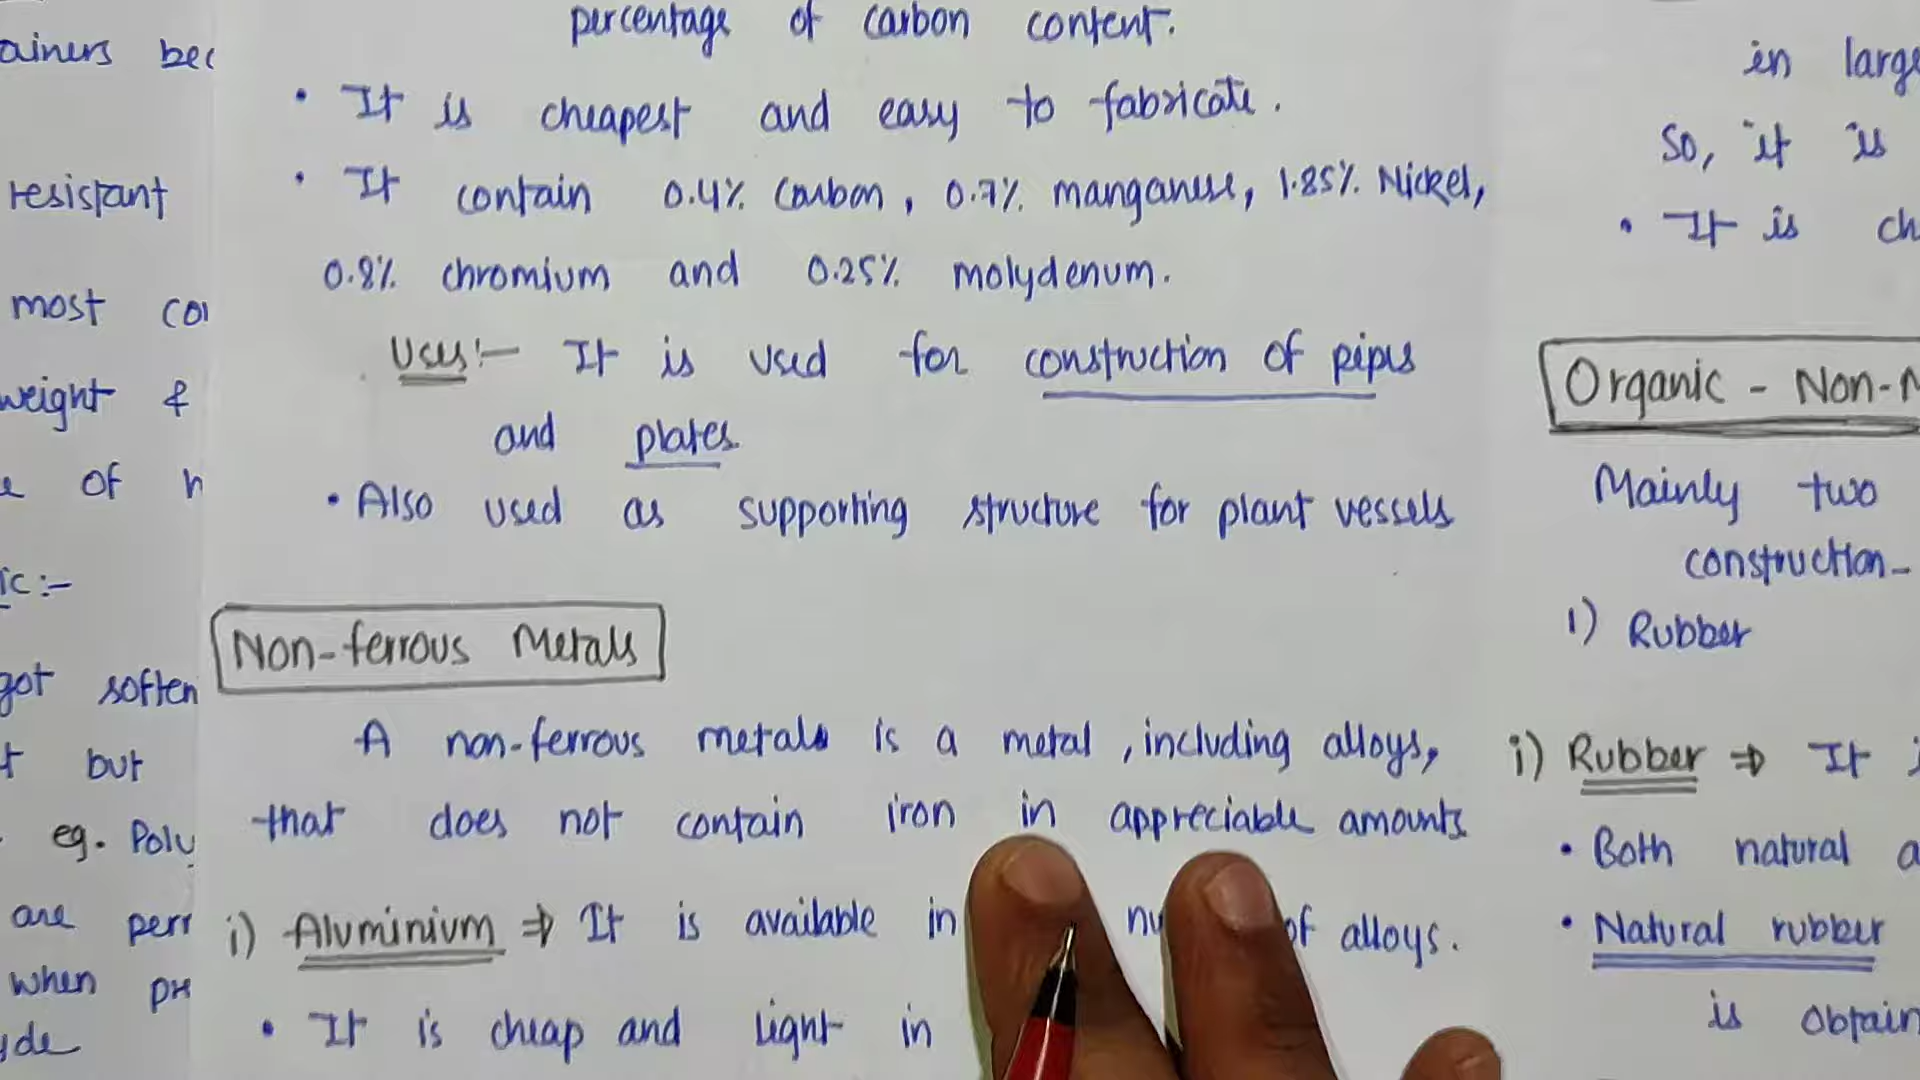 percentage of carbon content.
• It is cheapest and easy to fabricate.
• It contain 0.4% Carbon, 0.7% manganese, 1.85% Nickel,
0.8% chromium and 0.25% molydenum.
Uses:- It is used for construction of pipes
and plates
• Also used as supporting structure for plant vessels
Non-ferrous Metals
A non-ferrous metals is a metal, including alloys,
that does not contain iron in appreciable amounts
i) Aluminium ⇒ It is available in of alloys.
• It is cheap and light in
resistant
most
weight &
of
got soften
but
eg.
are
when
in
So, it is
• It is
Organic - Non-
Mainly two
construction-
1) Rubber
i) Rubber ⇒ It
• Both natural
• Natural rubber
is